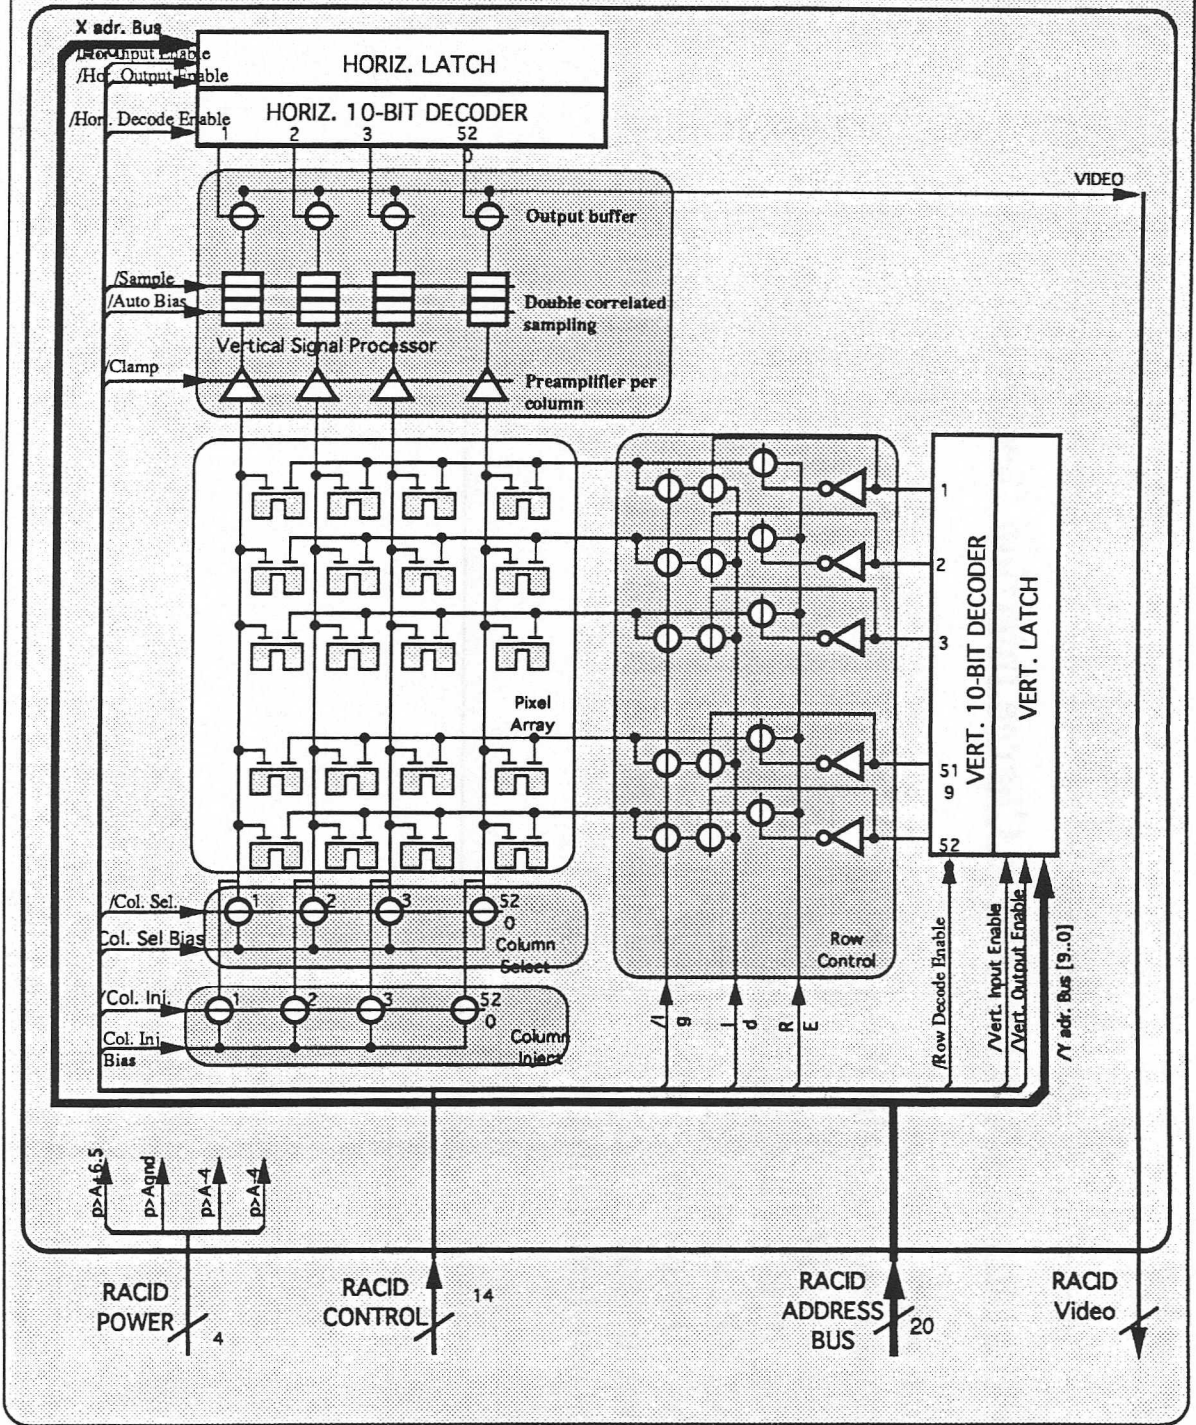 X adr. Bus
/Hor. Input Enable
/Hor. Output Enable
/Hori. Decode Enable
HORIZ. LATCH
HORIZ. 10-BIT DECODER
1
2
3
52
0
VIDEO
Output buffer
/Sample
/Auto Bias
Double correlated
sampling
Vertical Signal Processor
/Clamp
Preamplifier per
column
1
2
3
51
9
52
VERT. 10-BIT DECODER
VERT. LATCH
Pixel
Array
/Col. Sel.
1
2
3
52
0
Col. Sel Bias
Column
Select
Row
Control
/Col. Inj.
1
2
3
52
0
Col. Inj
Bias
Column
Inject
/I
g
I
d
R
E
/Row Decode Enable
/Vert. Input Enable
/Vert. Output Enable
/Y adr. Bus [9..0]
p>A+6.5
p>Agnd
p>A-4
p>A-4
RACID
POWER
4
RACID
CONTROL
14
RACID
ADDRESS
BUS
20
RACID
Video